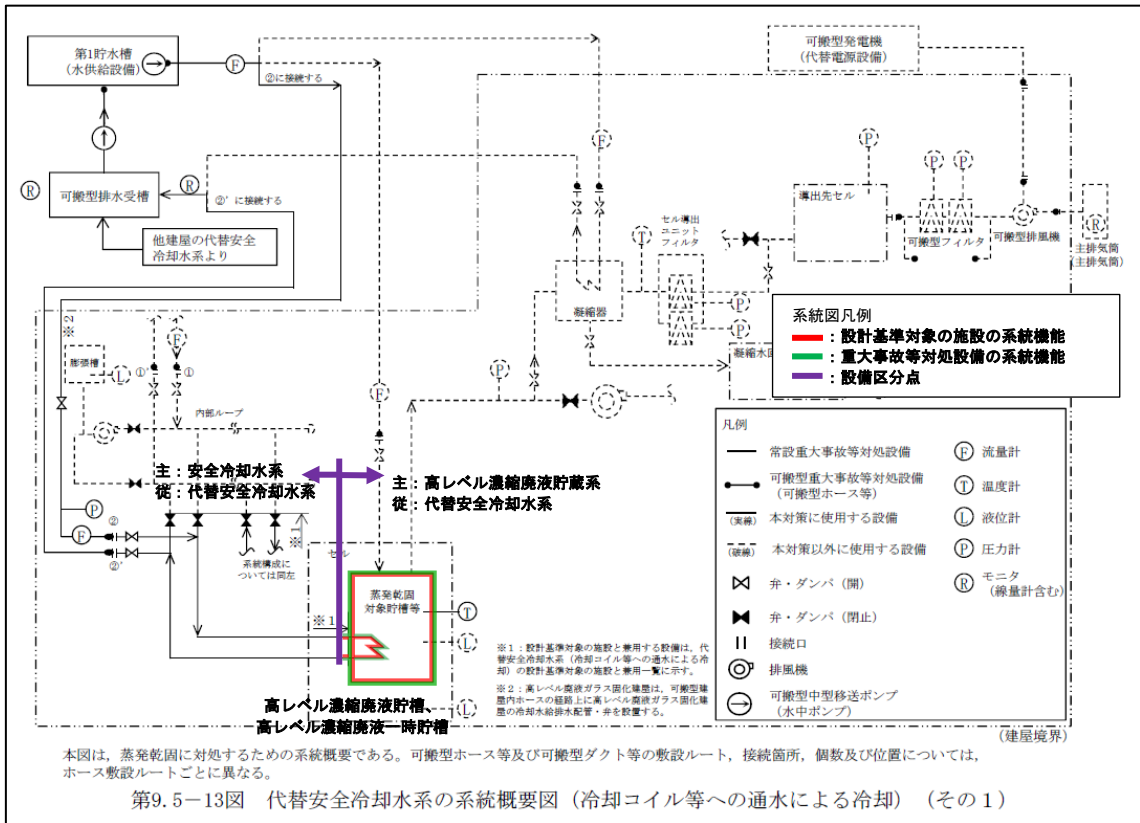 第1貯水槽
(水供給設備)
F
②に接続する
可搬型発電機
(代替電源設備)
R
可搬型排水受槽
R
②’に接続する
他建屋の代替安全
冷却水系より
F
P
P
P
導出先セル
可搬型フィルタ
可搬型排風機
R
主排気筒
(主排気筒)
セル導出
ユニット
フィルタ
T
凝縮器
P
P
凝縮水回
※2
膨張槽
L
F
①’
①
F
P
内部ループ
系統図凡例
:設計基準対象の施設の系統機能
:重大事故等対処設備の系統機能
:設備区分点
主:安全冷却水系
従:代替安全冷却水系
主:高レベル濃縮廃液貯蔵系
従:代替安全冷却水系
P
F
②
②’
系統構成に
ついては同左
※1
セル
蒸発乾固
対象貯槽等
※1
T
L
L
高レベル濃縮廃液貯槽、
高レベル濃縮廃液一時貯槽
※1:設計基準対象の施設と兼用する設備は、代
替安全冷却水系(冷却コイル等への通水による冷
却)の設計基準対象の施設と兼用一覧に示す。
※2:高レベル廃液ガラス固化建屋は、可搬型建
屋内ホースの経路上に高レベル廃液ガラス固化建
屋の冷却水給排水配管・弁を設置する。
凡例
常設重大事故等対処設備
可搬型重大事故等対処設備
(可搬型ホース等)
(実線) 本対策に使用する設備
(破線) 本対策以外に使用する設備
弁・ダンパ(開)
弁・ダンパ(閉止)
接続口
排風機
可搬型中型移送ポンプ
(水中ポンプ)
F 流量計
T 温度計
L 液位計
P 圧力計
R モニタ
(線量計含む)
(建屋境界)
本図は,蒸発乾固に対処するための系統概要である。可搬型ホース等及び可搬型ダクト等の敷設ルート,接続箇所,個数及び位置については,
ホース敷設ルートごとに異なる。
第9.5-13図 代替安全冷却水系の系統概要図(冷却コイル等への通水による冷却)(その1)